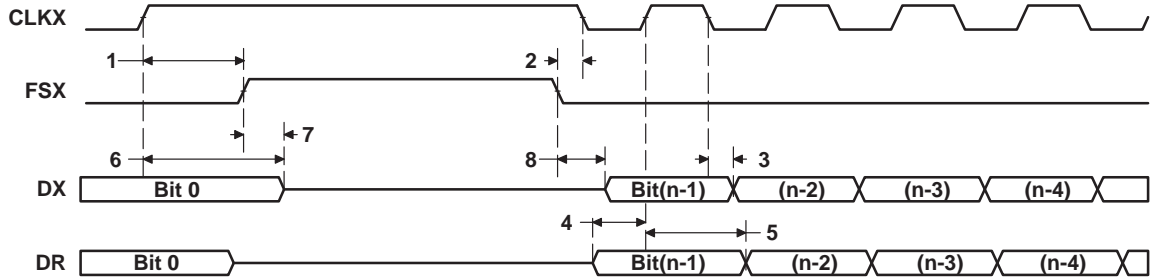 CLKX
1 2
FSX
7
6 8 3
DX Bit 0 Bit(n-1) (n-2) (n-3) (n-4)
4 5
DR Bit 0 Bit(n-1) (n-2) (n-3) (n-4)